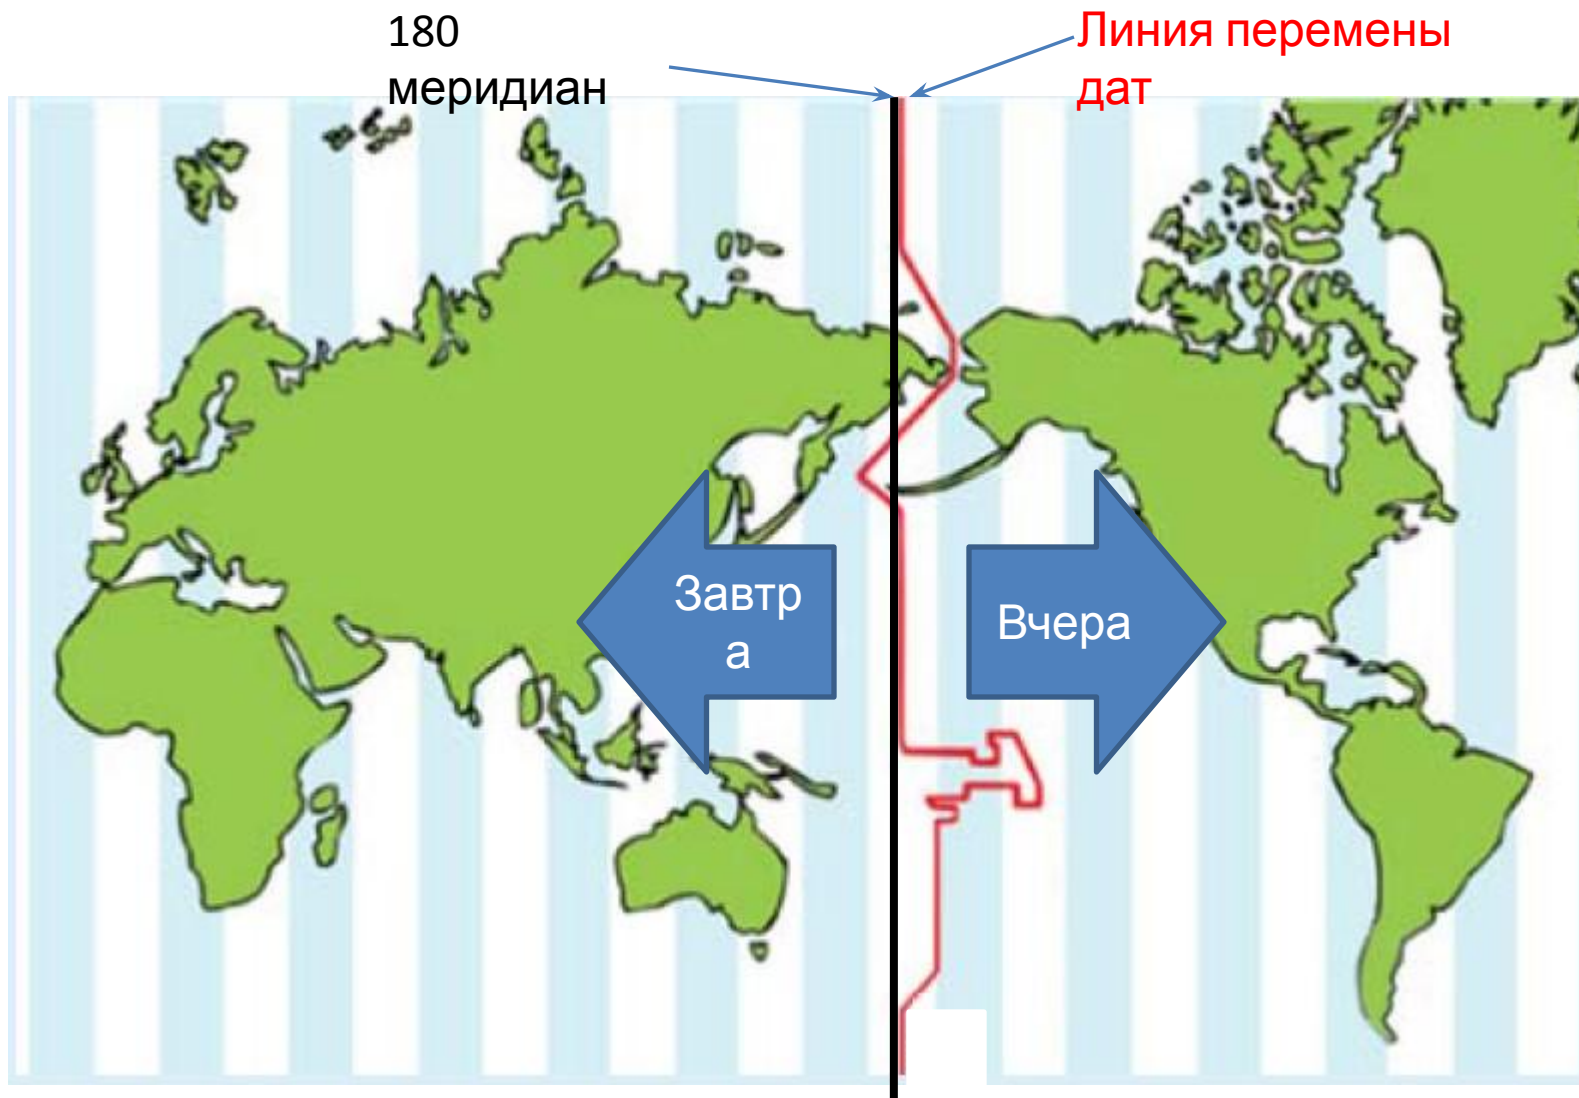 180
меридиан
Линия перемены
дат
Завтр
а
Вчера